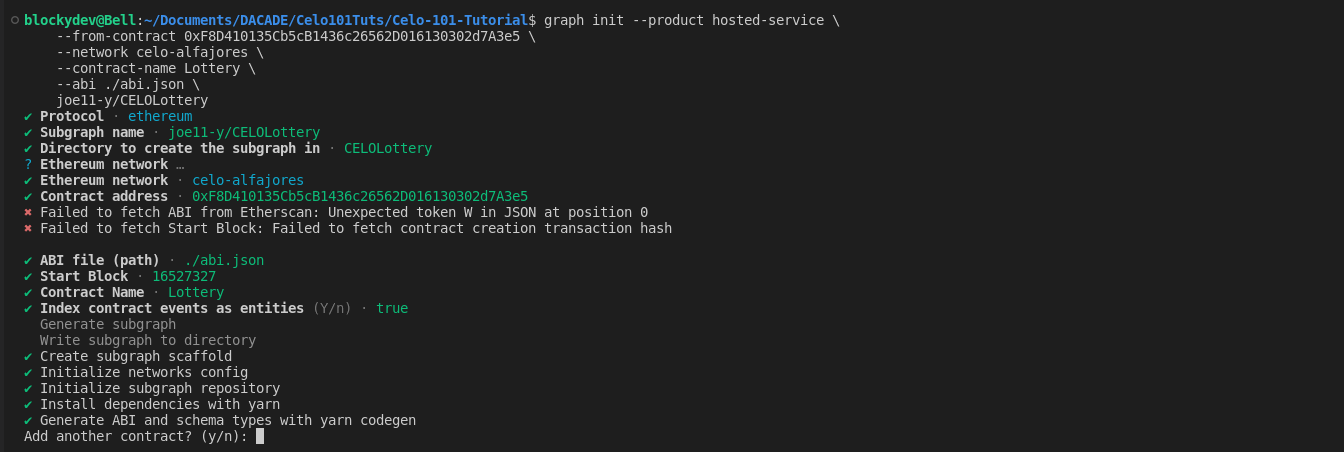 blockydev@Bell:~/Documents/DACADE/Celo101Tuts/Celo-101-Tutorial$ graph init --product hosted-service \
--from-contract 0xF8D410135Cb5cB1436c26562D016130302d7A3e5 \
--network celo-alfajores \
--contract-name Lottery \
--abi ./abi.json \
joe11-y/CELOLottery
✔ Protocol · ethereum
✔ Subgraph name · joe11-y/CELOLottery
✔ Directory to create the subgraph in · CELOLottery
? Ethereum network …
✔ Ethereum network · celo-alfajores
✔ Contract address · 0xF8D410135Cb5cB1436c26562D016130302d7A3e5
✖ Failed to fetch ABI from Etherscan: Unexpected token W in JSON at position 0
✖ Failed to fetch Start Block: Failed to fetch contract creation transaction hash
✔ ABI file (path) · ./abi.json
✔ Start Block · 16527327
✔ Contract Name · Lottery
✔ Index contract events as entities (Y/n) · true
Generate subgraph
Write subgraph to directory
✔ Create subgraph scaffold
✔ Initialize networks config
✔ Initialize subgraph repository
✔ Install dependencies with yarn
✔ Generate ABI and schema types with yarn codegen
Add another contract? (y/n):